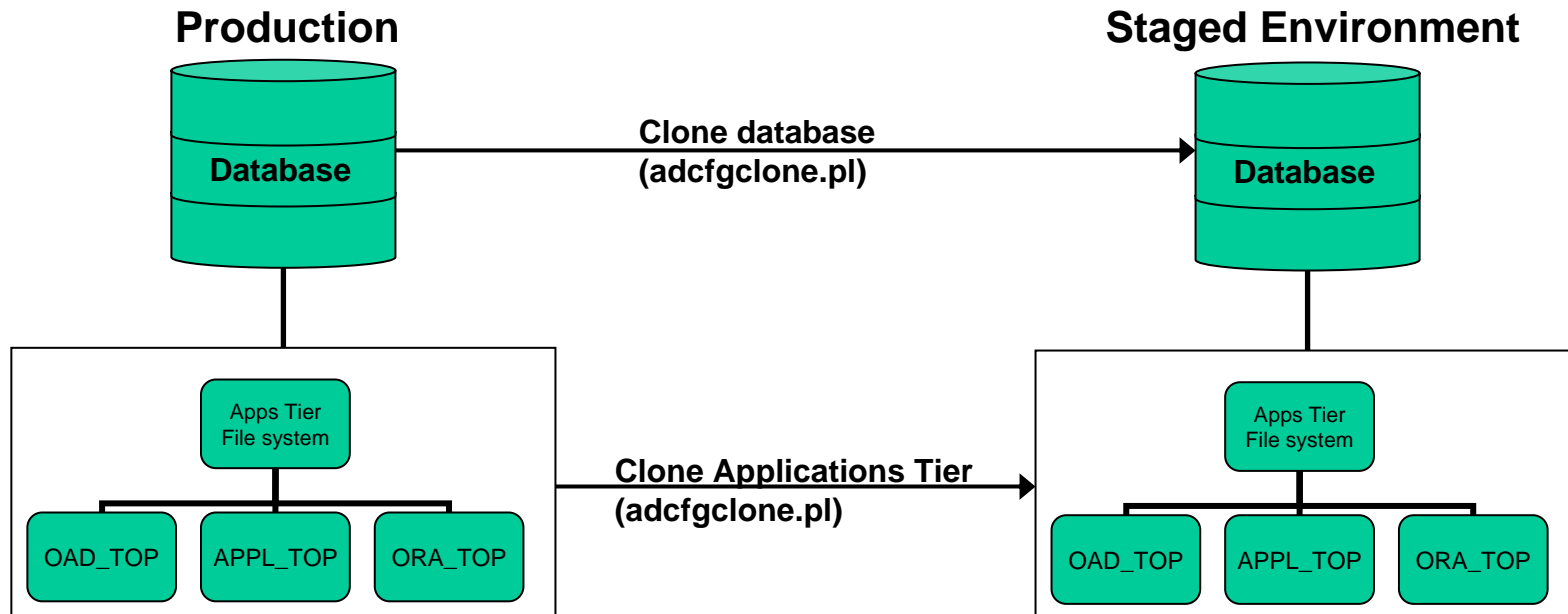 Production
Staged Environment
Database
Clone database
(adcfgclone.pl)
Database
Apps Tier
File system
OAD_TOP
APPL_TOP
ORA_TOP
Clone Applications Tier
(adcfgclone.pl)
Apps Tier
File system
OAD_TOP
APPL_TOP
ORA_TOP